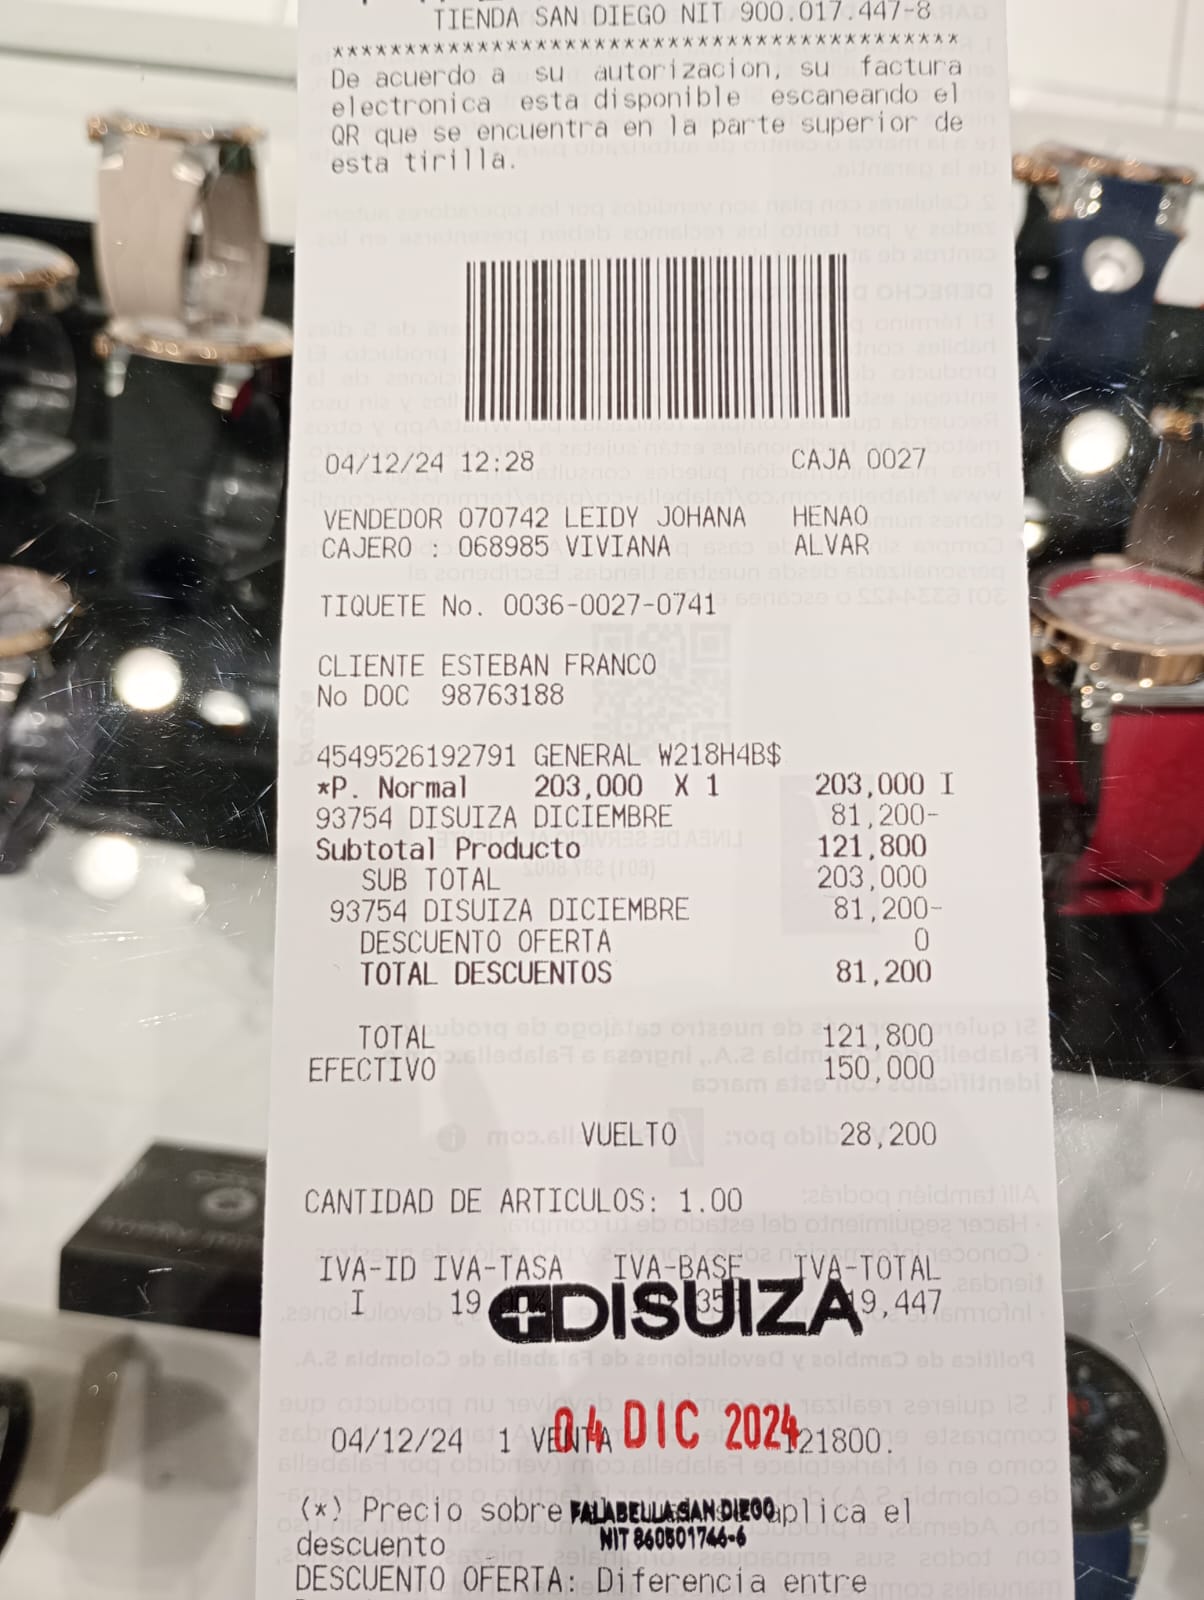 TIENDA SAN DIEGO NIT 900.017.447-8
******************************************
De acuerdo a su autorizacion, su factura
electronica esta disponible escaneando el
QR que se encuentra en la parte superior de
esta tirilla.
04/12/24 12:28 CAJA 0027
VENDEDOR 070742 LEIDY JOHANA HENAO
CAJERO : 068985 VIVIANA ALVAR
TIQUETE No. 0036-0027-0741
CLIENTE ESTEBAN FRANCO
No DOC 98763188
4549526192791 GENERAL W218H4B$
*P. Normal 203,000 X 1 203,000 I
93754 DISUIZA DICIEMBRE 81,200-
Subtotal Producto 121,800
SUB TOTAL 203,000
93754 DISUIZA DICIEMBRE 81,200-
DESCUENTO OFERTA 0
TOTAL DESCUENTOS 81,200
TOTAL 121,800
EFECTIVO 150,000
VUELTO 28,200
CANTIDAD DE ARTICULOS: 1.00
IVA-ID IVA-TASA IVA-BASE IVA-TOTAL
I 19 19,447
DISUIZA
04 DIC 2024
04/12/24 1 VENTA 121800.
(*) Precio sobre aplica el
FALABELLA SAN DIEGO
NIT 860501746-6
descuento
DESCUENTO OFERTA: Diferencia entre